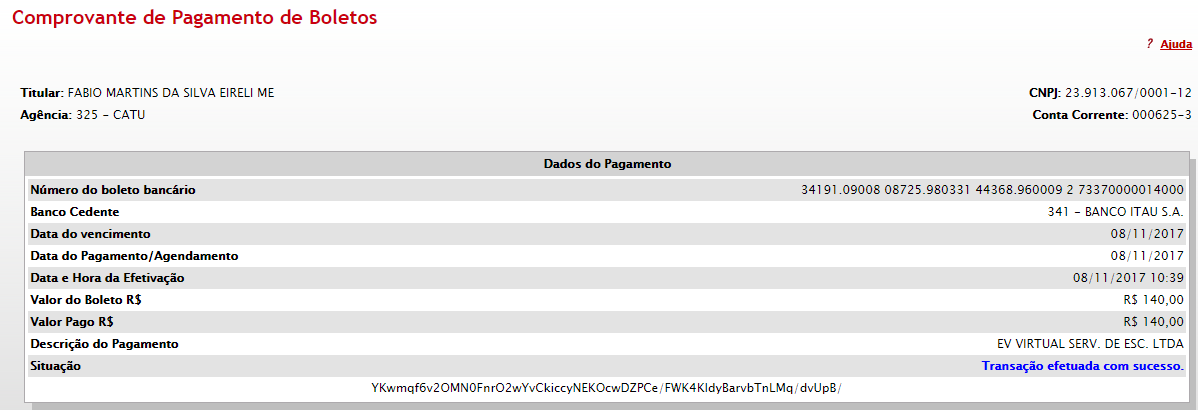 Comprovante de Pagamento de Boletos
? Ajuda
Titular: FABIO MARTINS DA SILVA EIRELI ME CNPJ: 23.913.067/0001-12
Agência: 325 - CATU Conta Corrente: 000625-3
Dados do Pagamento
Número do boleto bancário 34191.09008 08725.980331 44368.960009 2 73370000014000
Banco Cedente 341 - BANCO ITAU S.A.
Data do vencimento 08/11/2017
Data do Pagamento/Agendamento 08/11/2017
Data e Hora da Efetivação 08/11/2017 10:39
Valor do Boleto R$ R$ 140,00
Valor Pago R$ R$ 140,00
Descrição do Pagamento EV VIRTUAL SERV. DE ESC. LTDA
Situação Transação efetuada com sucesso.
YKwmqf6v2OMN0FnrO2wYvCkiccyNEKOcwDZPCe/FWK4KIdyBarvbTnLMq/dvUpB/